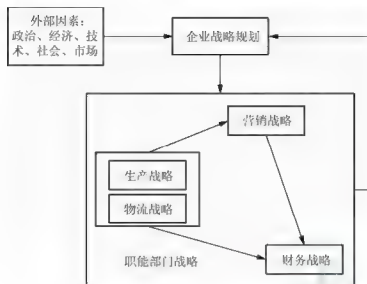 外部因素：
政治、经济、技
术、社会、市场
企业战略规划
营销战略
生产战略
物流战略
职能部门战略
财务战略